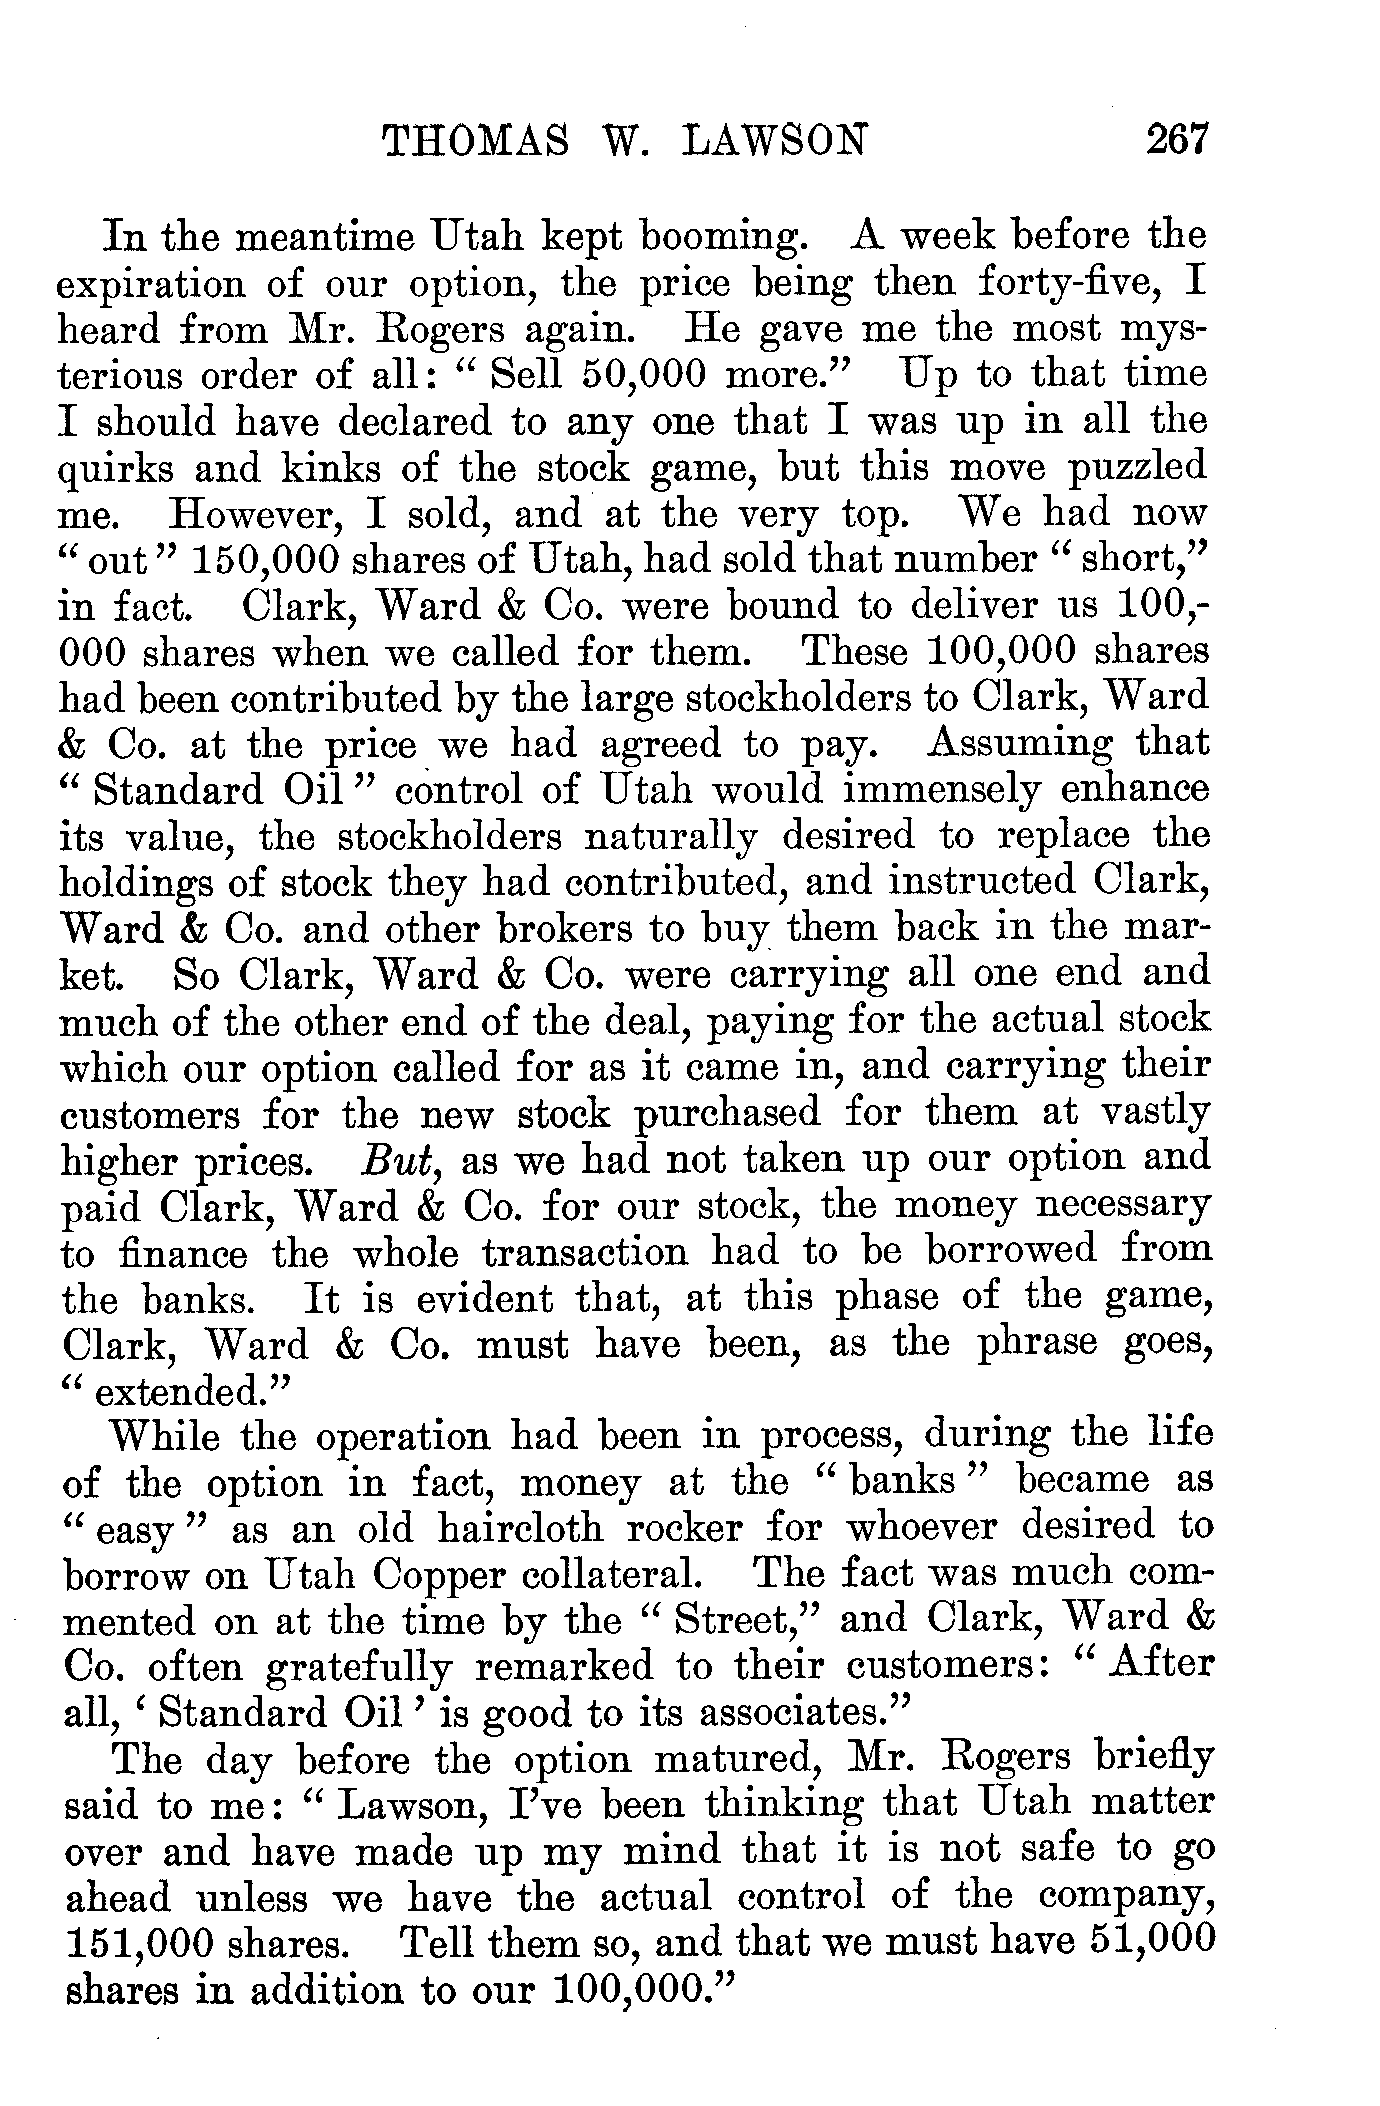 THOMAS W. LAWSON 267
In the meantime Utah kept booming. A week before the
expiration of our option, the price being then forty-five, I
heard from Mr. Rogers again. He gave me the most mys-
terious order of all: “ Sell 50,000 more.” Up to that time
I should have declared to any one that I was up in all the
quirks and kinks of the stock game, but this move puzzled
me. However, I sold, and at the very top. We had now
“ out ” 150,000 shares of Utah, had sold that number “ short,”
in fact. Clark, Ward & Co. were bound to deliver us 100,-
000 shares when we called for them. These 100,000 shares
had been contributed by the large stockholders to Clark, Ward
& Co. at the price we had agreed to pay. Assuming that
“ Standard Oil ” control of Utah would immensely enhance
its value, the stockholders naturally desired to replace the
holdings of stock they had contributed, and instructed Clark,
Ward & Co. and other brokers to buy them back in the mar-
ket. So Clark, Ward & Co. were carrying all one end and
much of the other end of the deal, paying for the actual stock
which our option called for as it came in, and carrying their
customers for the new stock purchased for them at vastly
higher prices. But, as we had not taken up our option and
paid Clark, Ward & Co. for our stock, the money necessary
to finance the whole transaction had to be borrowed from
the banks. It is evident that, at this phase of the game,
Clark, Ward & Co. must have been, as the phrase goes,
“ extended.”
While the operation had been in process, during the life
of the option in fact, money at the “ banks ” became as
“ easy ” as an old haircloth rocker for whoever desired to
borrow on Utah Copper collateral. The fact was much com-
mented on at the time by the “ Street,” and Clark, Ward &
Co. often gratefully remarked to their customers: “ After
all, ‘ Standard Oil ’ is good to its associates.”
The day before the option matured, Mr. Rogers briefly
said to me: “ Lawson, I’ve been thinking that Utah matter
over and have made up my mind that it is not safe to go
ahead unless we have the actual control of the company,
151,000 shares. Tell them so, and that we must have 51,000
shares in addition to our 100,000.”